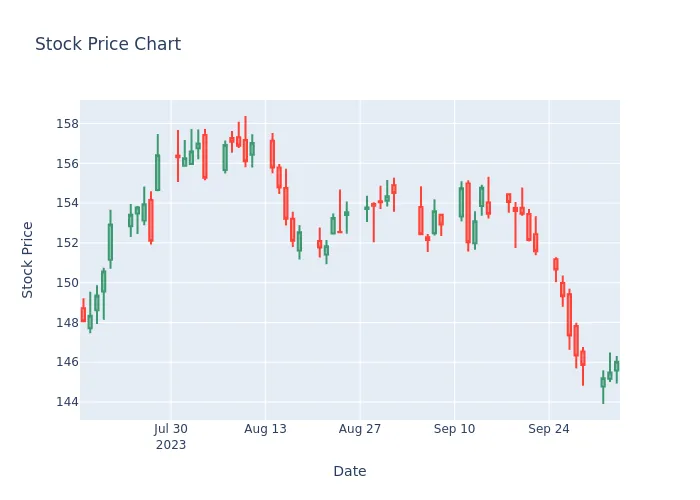 Stock Price Chart
158
156
154
152
150
148
146
144
Stock Price
Jul 30
2023
Aug 13
Aug 27
Sep 10
Sep 24
Date